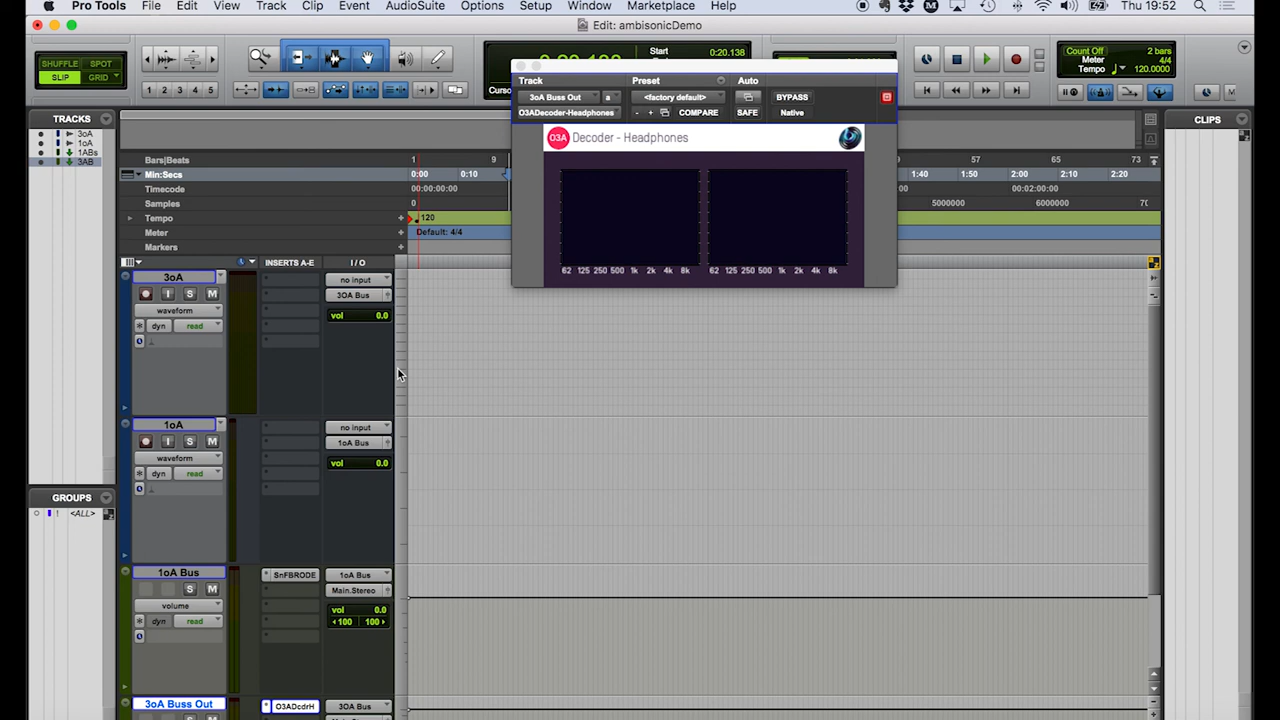 Pro Tools File Edit View Track Clip Event AudioSuite Options Setup Window Marketplace Help Thu 19:52
Edit: ambisonicDemo
SHUFFLE SPOT
SLIP GRID
1 2 3 4 5
Start
0:20.138
Count Off 2 bars
Meter 4/4
Tempo 120.0000
Track Preset Auto
3oA Buss Out a <factory default> BYPASS
O3ADecoder-Headphones - + COMPARE SAFE Native
O3A Decoder - Headphones
62 125 250 500 1k 2k 4k 8k 62 125 250 500 1k 2k 4k 8k
TRACKS
3oA
1oA
1ABs
3AB
CLIPS
GROUPS
! <ALL>
Bars|Beats 1 9 57 65 73
Min:Secs 0:00 0:10 1:40 1:50 2:00 2:10 2:20
Timecode 00:00:00:00 00:02:00:00
Samples 0 5000000 6000000
Tempo 120
Meter Default: 4/4
Markers
INSERTS A-E I/O
3oA no input
I S M 3OA Bus
waveform vol 0.0
dyn read
1oA no input
I S M 1oA Bus
waveform vol 0.0
dyn read
1oA Bus SnFBRODE 1oA Bus
S M Main.Stereo
volume vol 0.0
dyn read 100 100
3oA Buss Out O3ADcdrH 3OA Bus